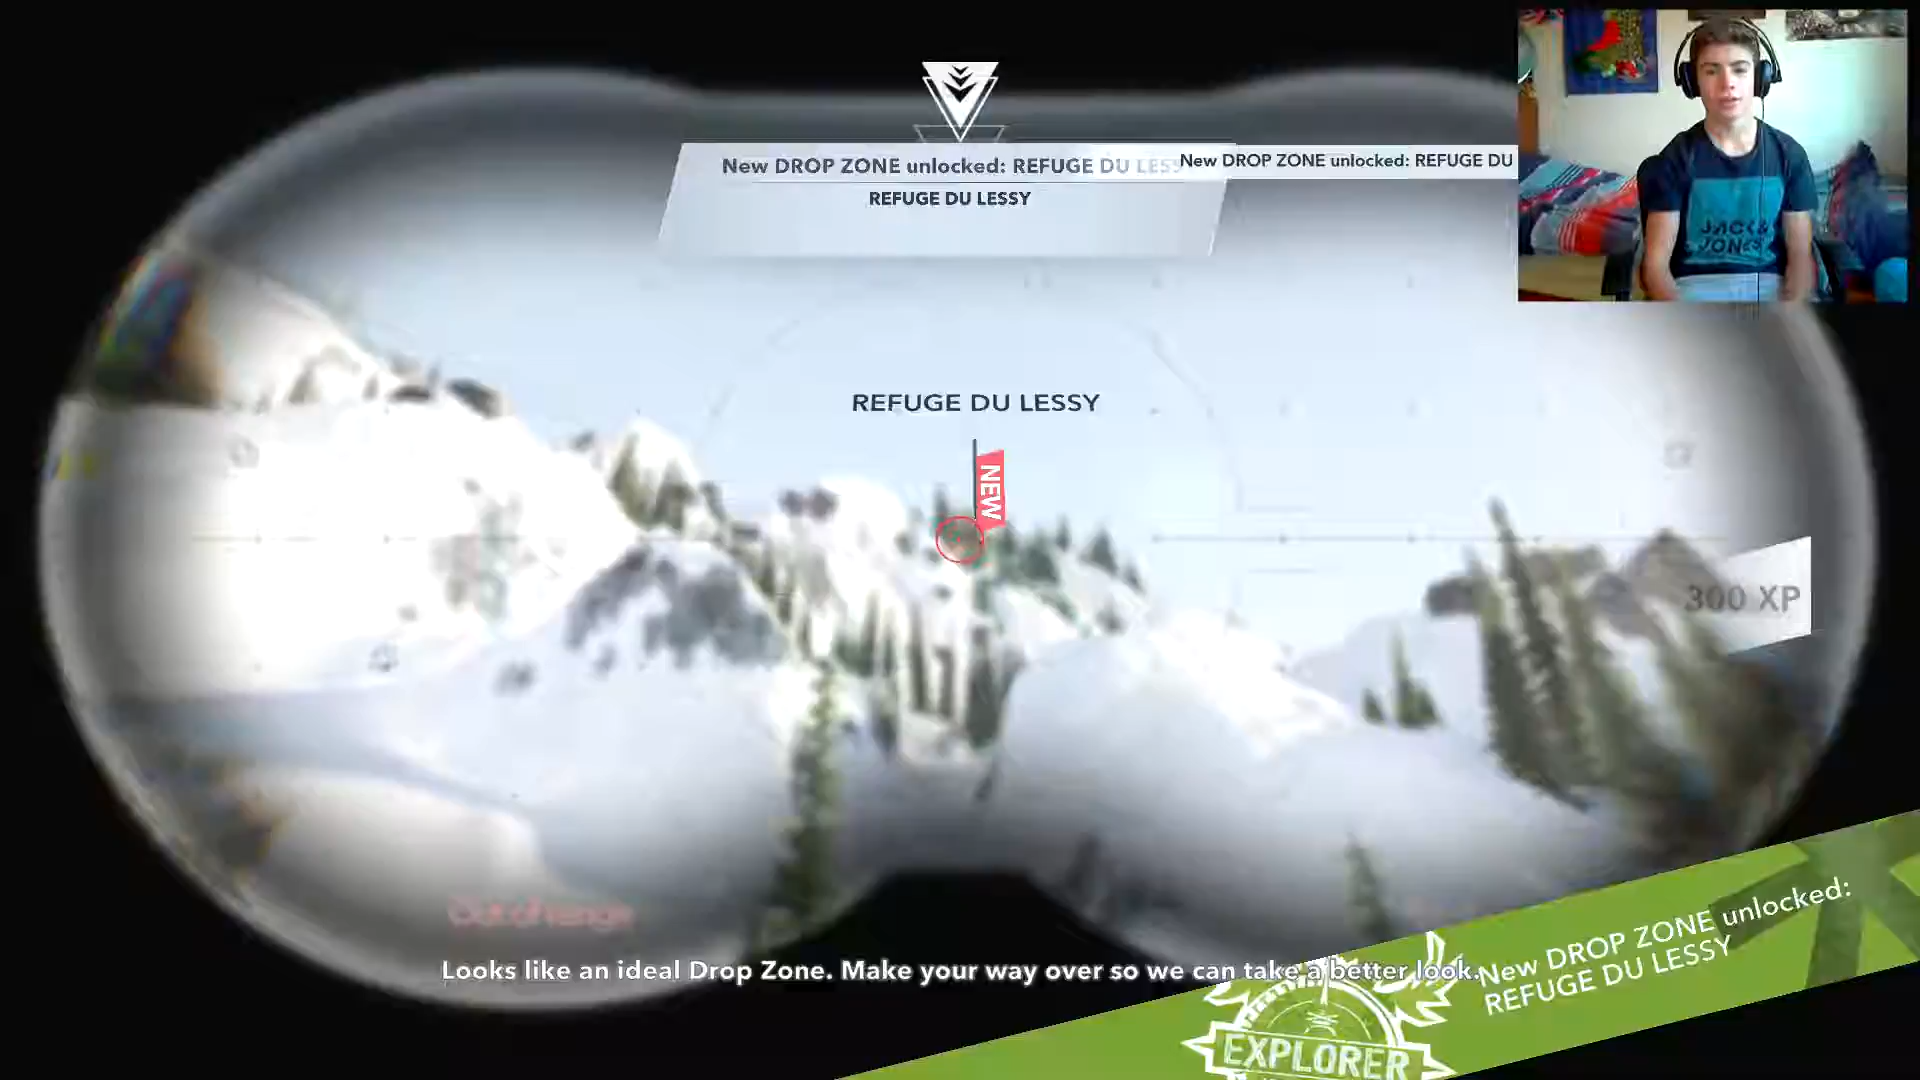 New DROP ZONE unlocked: REFUGE DU LESSY
New DROP ZONE unlocked: REFUGE DU
REFUGE DU LESSY
JACK &
JONES
REFUGE DU LESSY
NEW
300 XP
Out of range
Looks like an ideal Drop Zone. Make your way over so we can take a better look.
New DROP ZONE unlocked:
REFUGE DU LESSY
EXPLORER